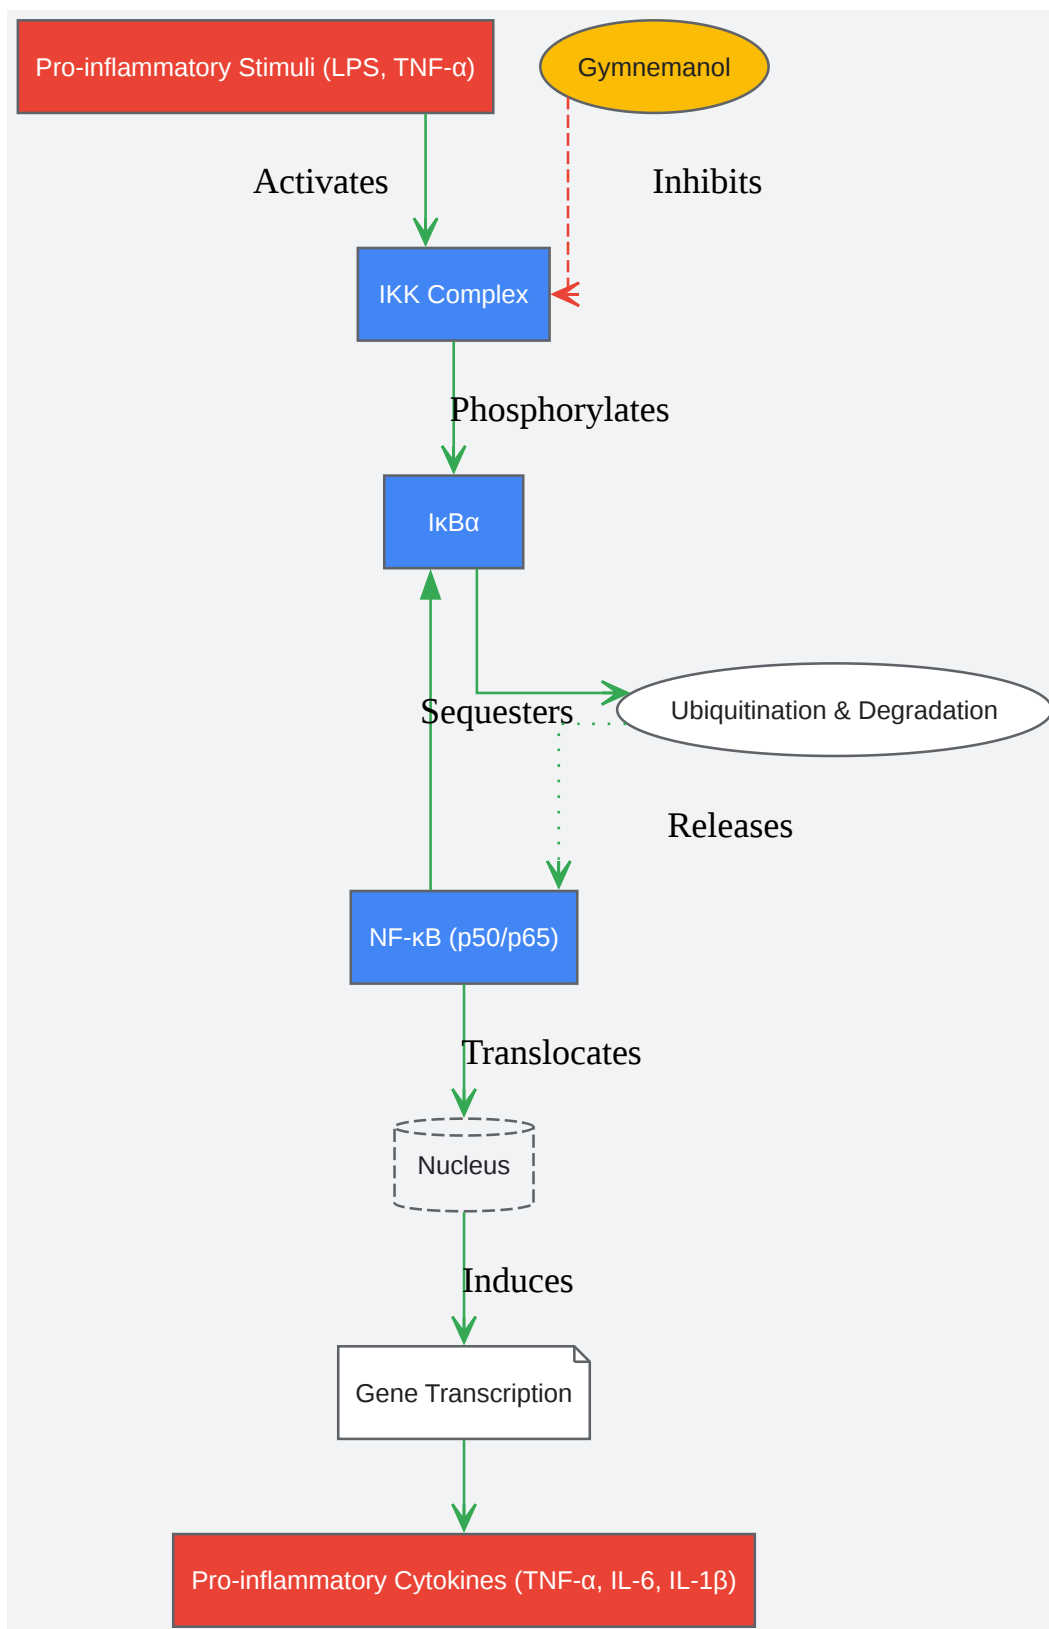 Pro-inflammatory Stimuli (LPS, TNF-α)
Gymnemanol
Activates
Inhibits
IKK Complex
Phosphorylates
IκBα
Sequesters
Ubiquitination & Degradation
Releases
NF-κB (p50/p65)
Translocates
Nucleus
Induces
Gene Transcription
Pro-inflammatory Cytokines (TNF-α, IL-6, IL-1β)